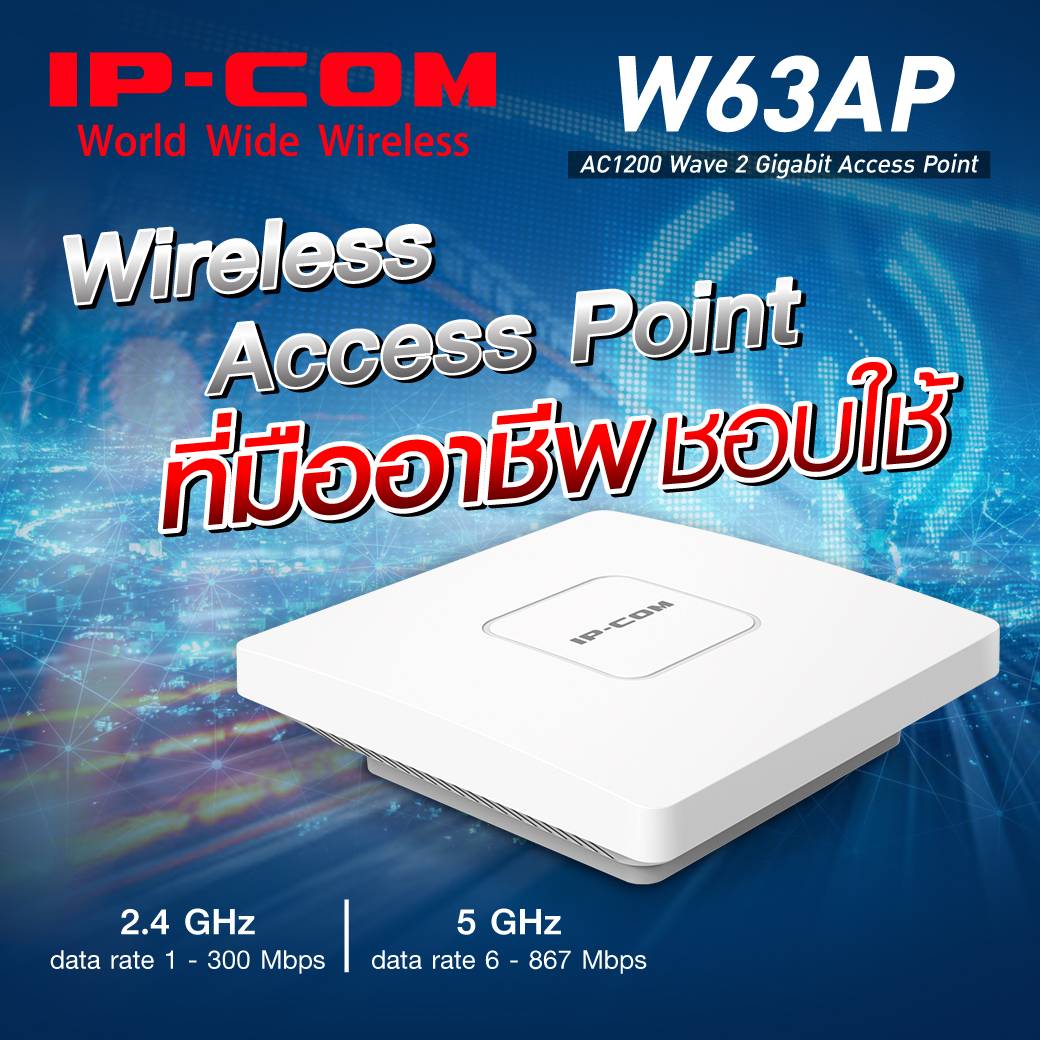 IP-COM
World Wide Wireless
W63AP
AC1200 Wave 2 Gigabit Access Point
Wireless
Access Point
ที่มืออาชีพชอบใช้
IP-COM
2.4 GHz
data rate 1 - 300 Mbps
5 GHz
data rate 6 - 867 Mbps